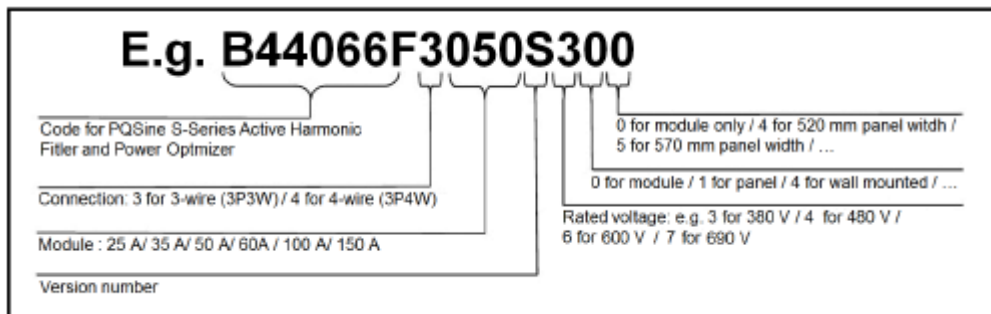 E.g. B44066F3050S300
Code for PQSine S-Series Active Harmonic
Fitler and Power Optmizer
0 for module only / 4 for 520 mm panel witdh /
5 for 570 mm panel width / ...
Connection: 3 for 3-wire (3P3W) / 4 for 4-wire (3P4W)
0 for module / 1 for panel / 4 for wall mounted / ...
Module : 25 A/ 35 A/ 50 A/ 60A / 100 A/ 150 A
Rated voltage: e.g. 3 for 380 V / 4 for 480 V /
6 for 600 V / 7 for 690 V
Version number